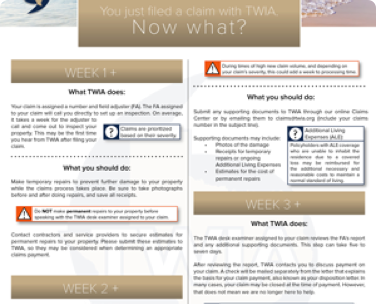 You just filed a claim with TWIA.
Now what?
WEEK 1 +
What TWIA does:
Your claim is assigned a number and field adjuster (FA). The FA assigned
to your claim will call you directly to set up an inspection. On average,
it takes a week for the adjuster to
call and come out to inspect your
property. This may be the first time
you hear from TWIA after filing your
claim.
? Claims are prioritized
based on their severity.
What you should do:
Make temporary repairs to prevent further damage to your property
while the claims process takes place. Be sure to take photographs
before and after doing repairs, and save all receipts.
Do NOT make permanent repairs to your property before
speaking with the TWIA desk examiner assigned to your claim.
Contact contractors and service providers to secure estimates for
permanent repairs to your property. Please submit these estimates to
TWIA, so they may be considered when determining an appropriate
claims payment.
WEEK 2 +
During times of high new claim volume, and depending on
your claim's severity, this could add a week to processing time.
What you should do:
Submit any supporting documents to TWIA through our online Claims
Center or by emailing them to claims@twia.org (include your claims
number in the subject line).
Supporting documents may include:
• Photos of the damage
• Receipts for temporary
repairs or ongoing
Additional Living Expenses
• Estimates for the cost of
permanent repairs
? Additional Living
Expenses (ALE):
Policyholders with ALE coverage
who are unable to inhabit the
residence due to a covered
loss may be reimbursed for
the additional necessary and
reasonable costs to maintain a
normal standard of living.
WEEK 3 +
What TWIA does:
The TWIA desk examiner assigned to your claim reviews the FA's report
and any additional supporting documents. This step can take five to
seven days.
After reviewing the report, TWIA contacts you to discuss payment on
your claim. A check will be mailed separately from the letter that explains
the basis for your claim payment, also known as your disposition letter. In
many cases, your claim may be closed at the time of payment. However,
that does not mean we are no longer here to help.